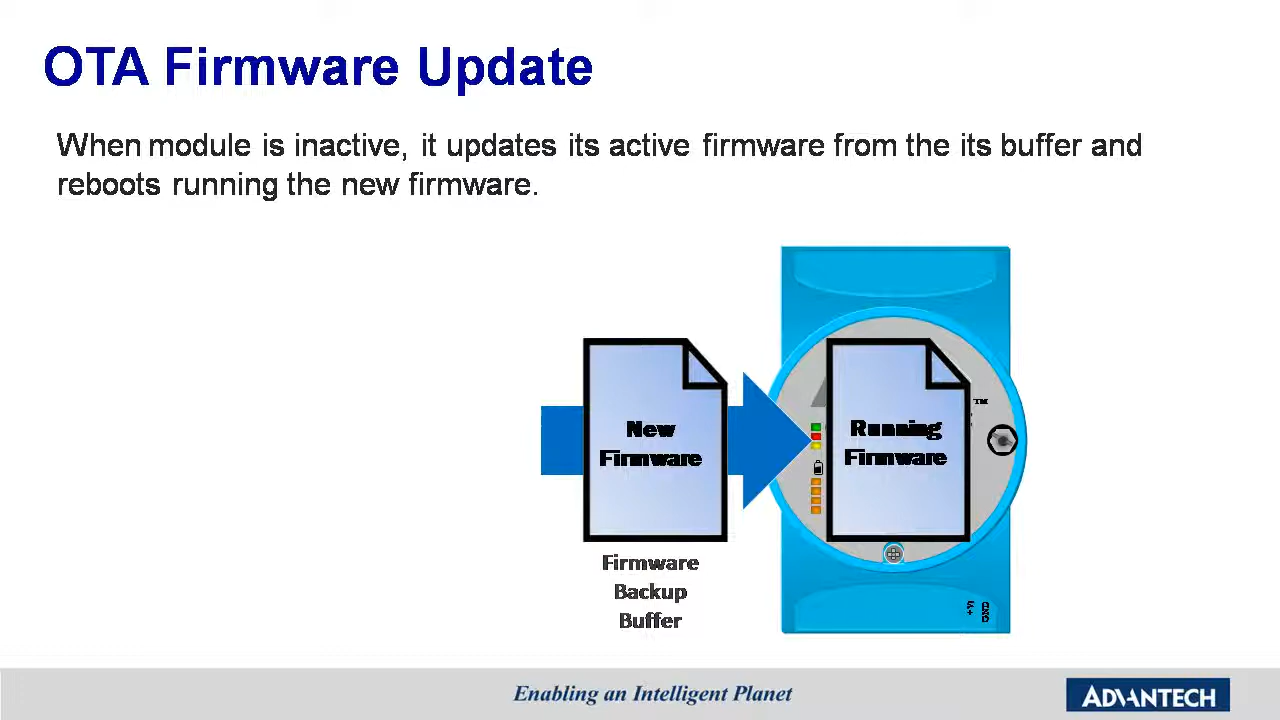 OTA Firmware Update
When module is inactive, it updates its active firmware from the its buffer and
reboots running the new firmware.
New
Firmware
Running
Firmware
TM
Firmware
Backup
Buffer
Enabling an Intelligent Planet
ADVANTECH